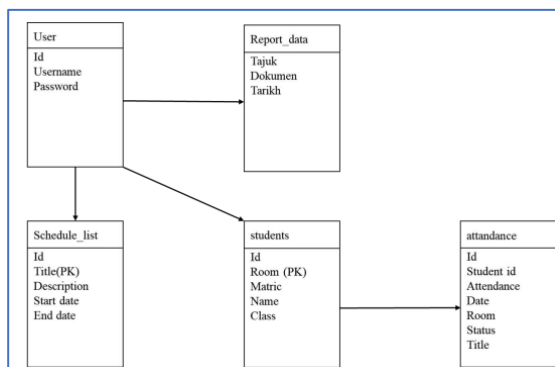 User
Id
Username
Password
Report_data
Tajuk
Dokumen
Tarikh
Schedule_list
Id
Title(PK)
Description
Start date
End date
students
Id
Room (PK)
Matric
Name
Class
attandance
Id
Student id
Attendance
Date
Room
Status
Title